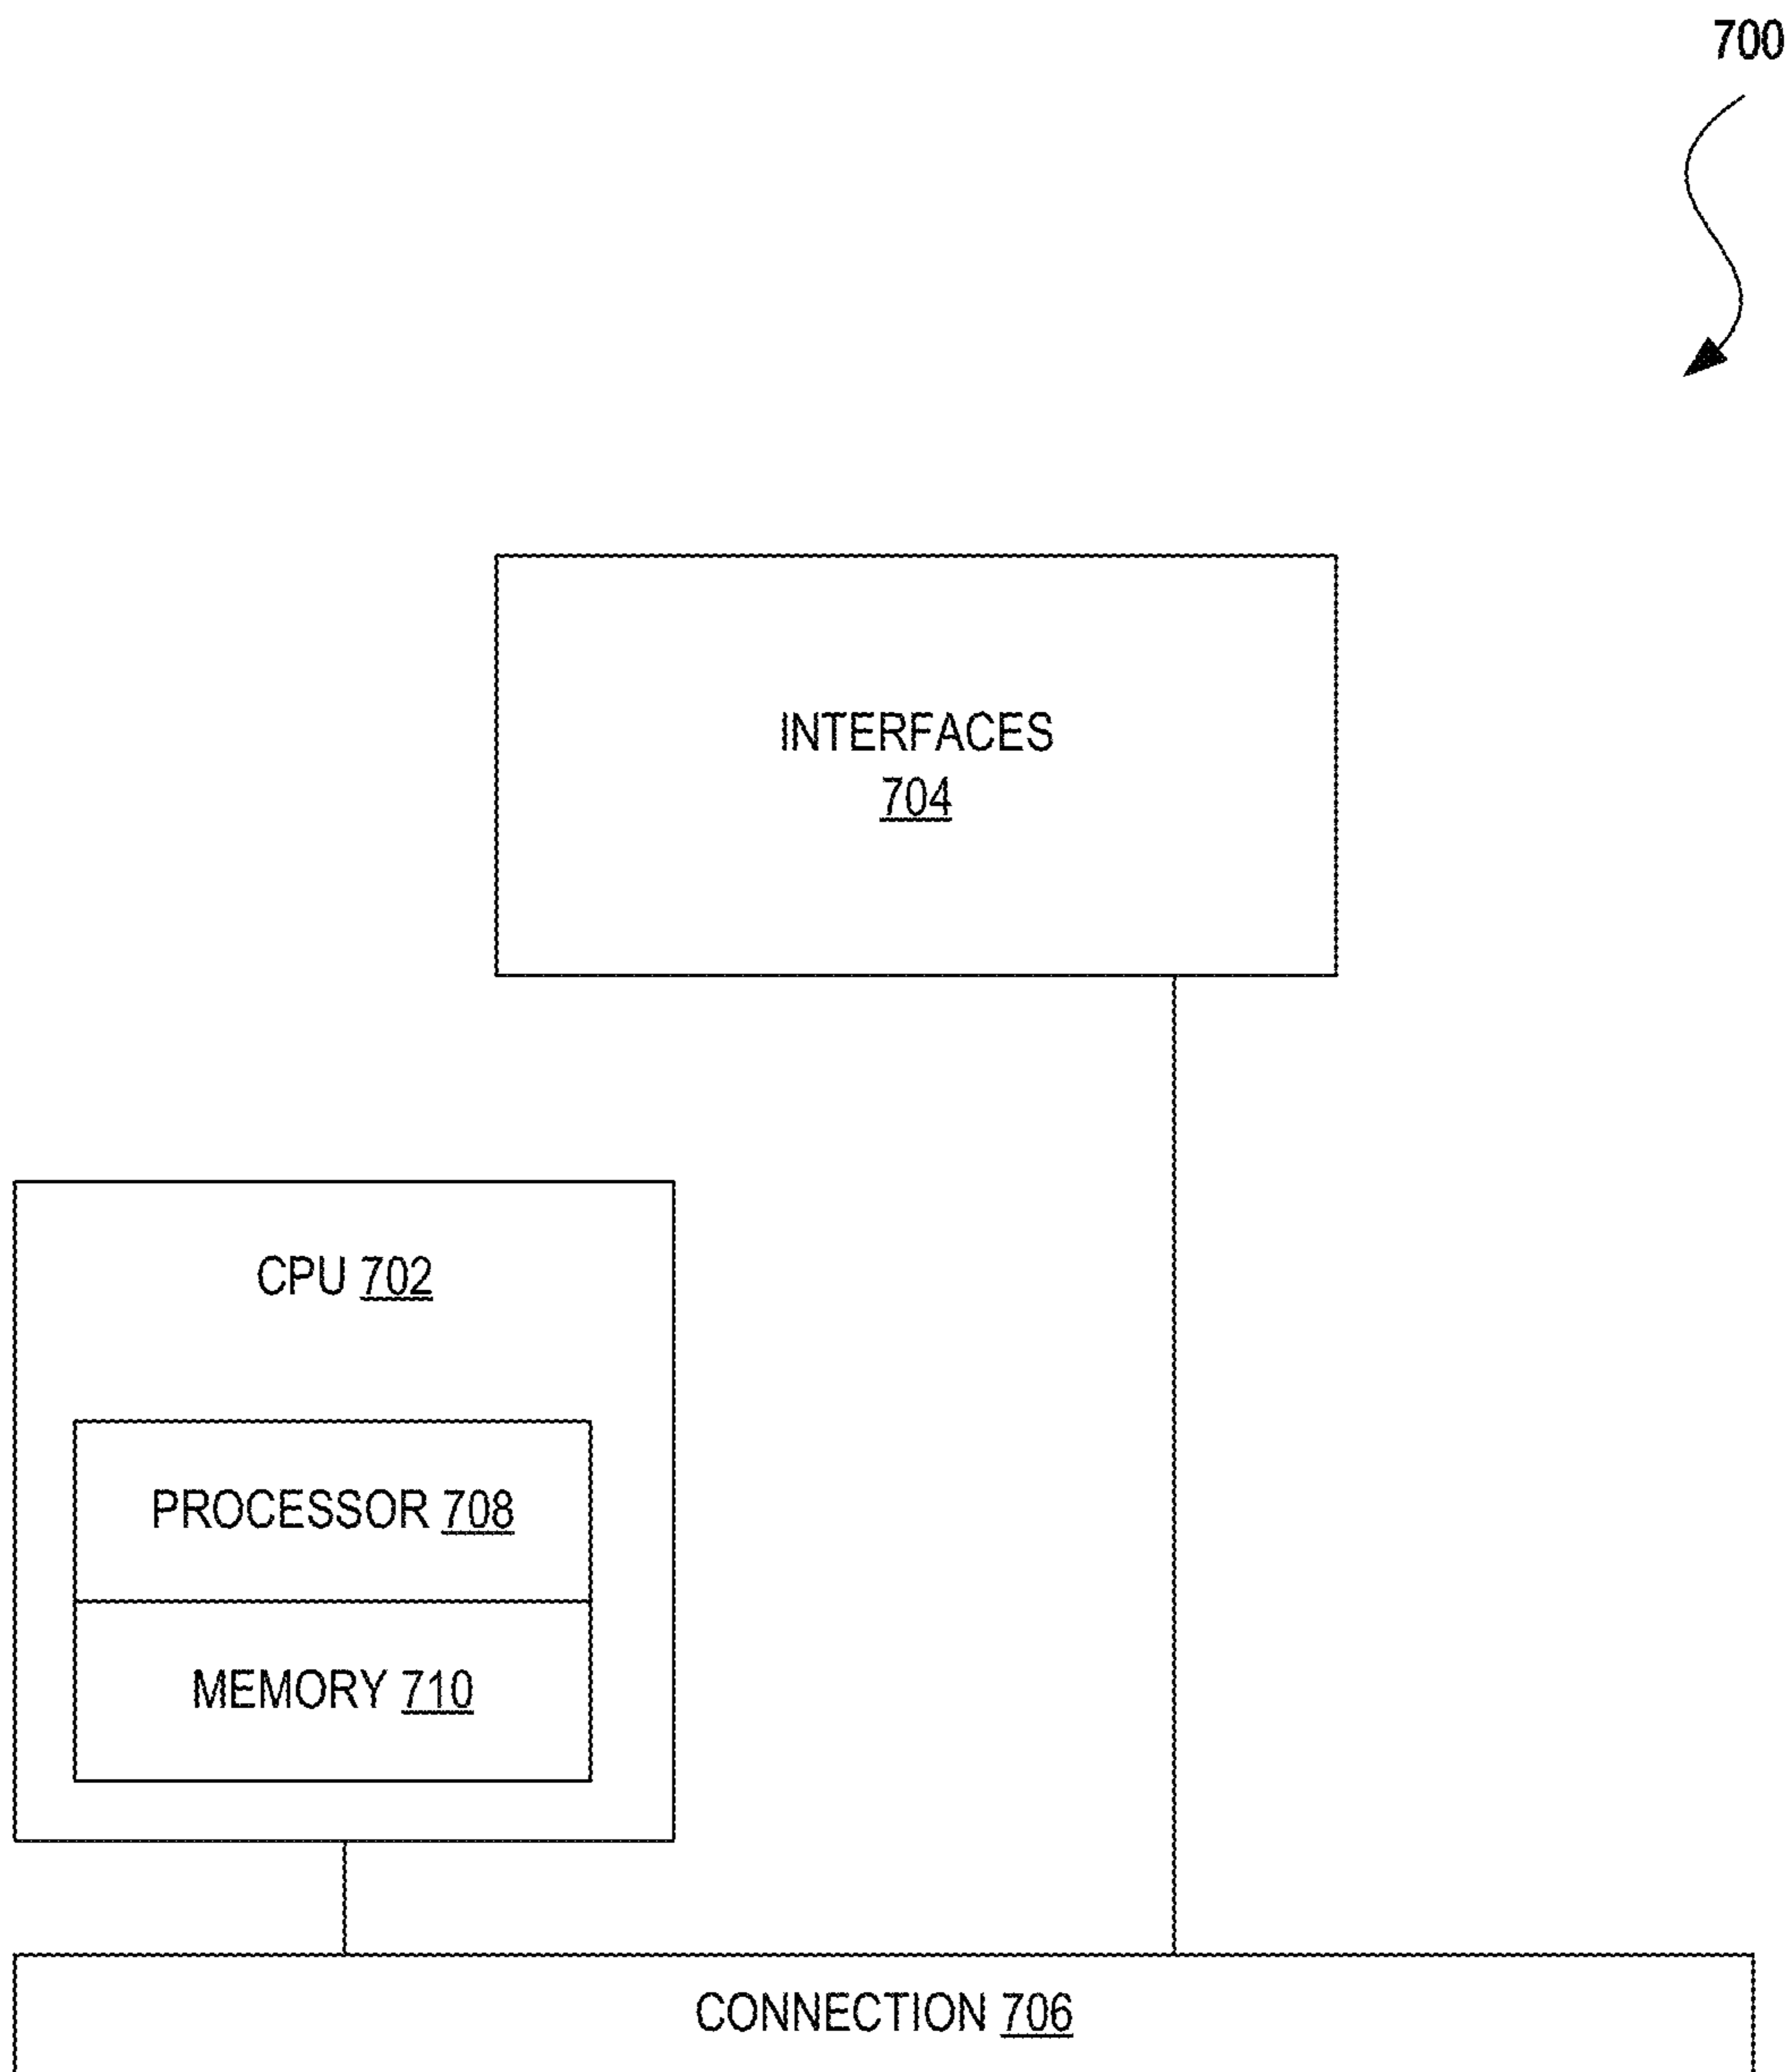 700
INTERFACES
704
CPU 702
PROCESSOR 708
MEMORY 710
CONNECTION 706